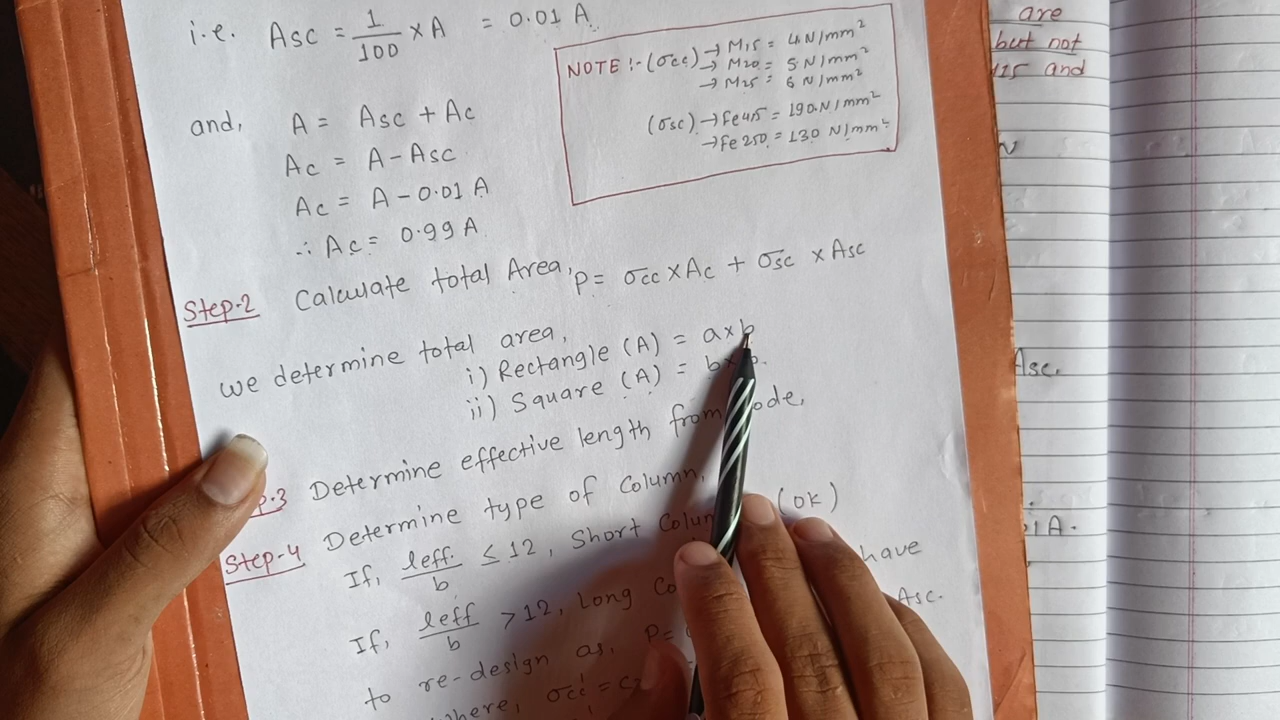 i.e. Asc = 1/100 × A = 0.01 A
NOTE :- (σcc) → M15 = 4 N/mm²
→ M20 = 5 N/mm²
→ M25 = 6 N/mm²
(σsc) → fe415 = 190 N/mm²
→ fe 250 = 130 N/mm²
and, A = Asc + Ac
Ac = A - Asc
Ac = A - 0.01 A
∴ Ac = 0.99 A
Step-2 Calculate total Area, P = σcc × Ac + σsc × Asc
we determine total area,
i) Rectangle (A) = a×b
ii) Square (A) = b×b.
Determine effective length from code,
Step-4 Determine type of Column,
If, leff./b ≤ 12, Short Column (OK)
If, leff/b > 12, Long have
to re-design as, P = Asc.
σcc' =
are
but not
and
Asc.